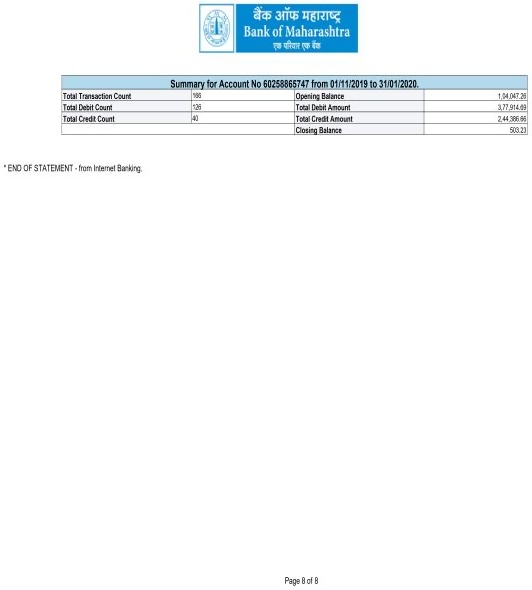 बैंक ऑफ महाराष्ट्र
Bank of Maharashtra
एक परिवार एक बैंक
Summary for Account No 60258865747 from 01/11/2019 to 31/01/2020.
Total Transaction Count 166 Opening Balance 1,04,047.26
Total Debit Count 126 Total Debit Amount 3,77,914.69
Total Credit Count 40 Total Credit Amount 2,44,386.66
Closing Balance 503.23
* END OF STATEMENT - from Internet Banking.
Page 8 of 8